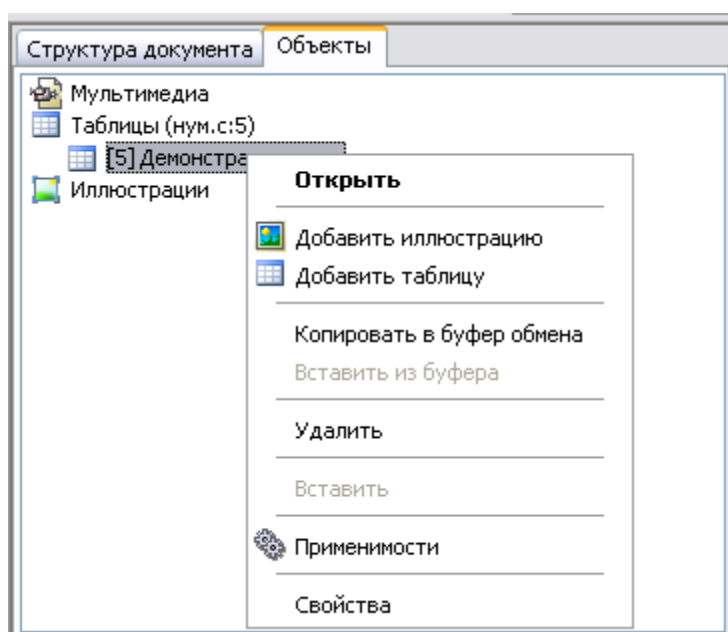 Структура документа
Объекты
Мультимедиа
Таблицы (нум.с:5)
[5] Демонстра
Иллюстрации
Открыть
Добавить иллюстрацию
Добавить таблицу
Копировать в буфер обмена
Вставить из буфера
Удалить
Вставить
Применимости
Свойства